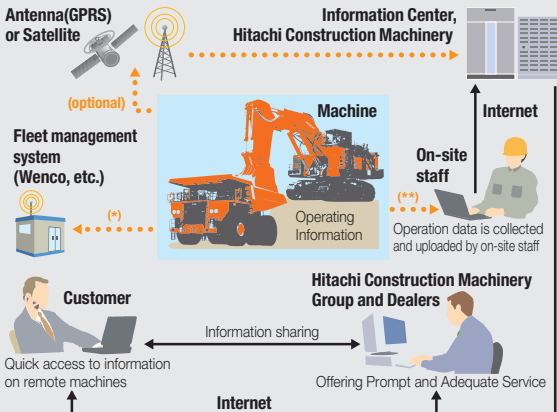 Antenna(GPRS)
or Satellite
Information Center,
Hitachi Construction Machinery
(optional)
Machine
Internet
Fleet management
system
(Wenco, etc.)
On-site
staff
(*)
(**)
Operating
Information
Operation data is collected
and uploaded by on-site staff
Customer
Hitachi Construction Machinery
Group and Dealers
Information sharing
Quick access to information
on remote machines
Offering Prompt and Adequate Service
Internet